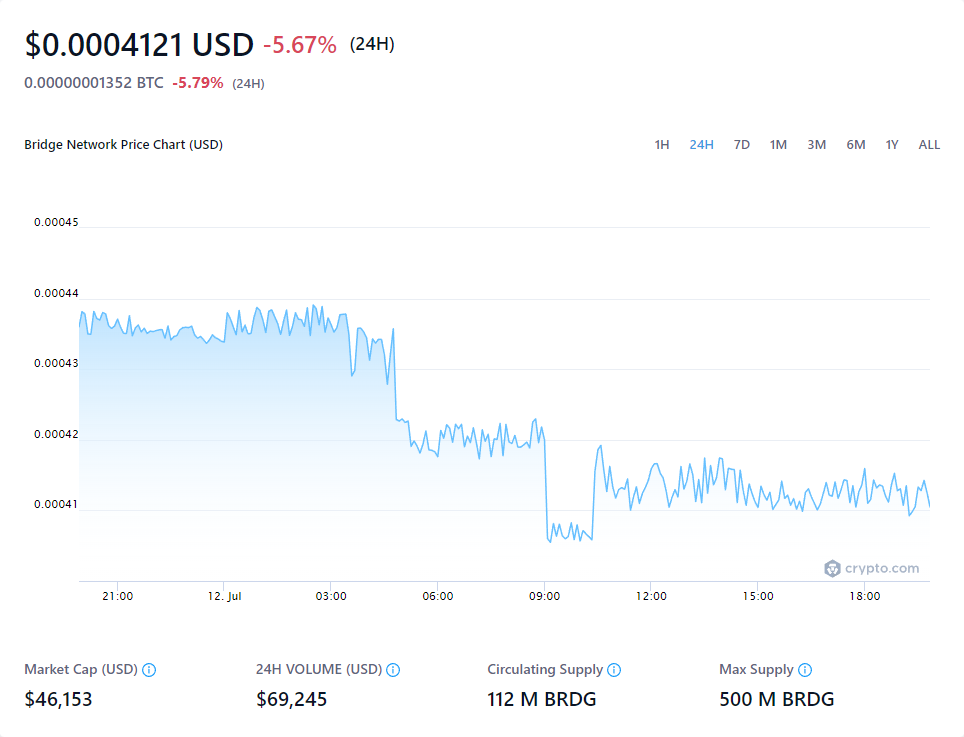 $0.0004121 USD -5.67% (24H)
0.00000001352 BTC -5.79% (24H)
Bridge Network Price Chart (USD) 1H 24H 7D 1M 3M 6M 1Y ALL
0.00045
0.00044
0.00043
0.00042
0.00041
crypto.com
21:00 12. Jul 03:00 06:00 09:00 12:00 15:00 18:00
Market Cap (USD) 24H VOLUME (USD) Circulating Supply Max Supply
$46,153 $69,245 112 M BRDG 500 M BRDG